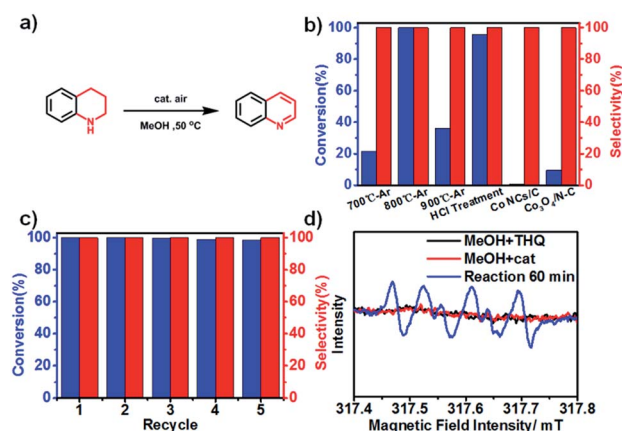 a)
cat. air
MeOH ,50 °C
N
H
N
b)
100
80
60
40
20
0
Conversion(%)
100
80
60
40
20
0
Selectivity(%)
700℃-Ar
800℃-Ar
900℃-Ar
HCl Treatment
Co NCs/C
Co3O4/N-C
c)
100
80
60
40
20
0
Conversion(%)
100
80
60
40
20
0
Selectivity(%)
1 2 3 4 5
Recycle
d)
MeOH+THQ
MeOH+cat
Reaction 60 min
Intensity
317.4 317.5 317.6 317.7 317.8
Magnetic Field Intensity/ mT